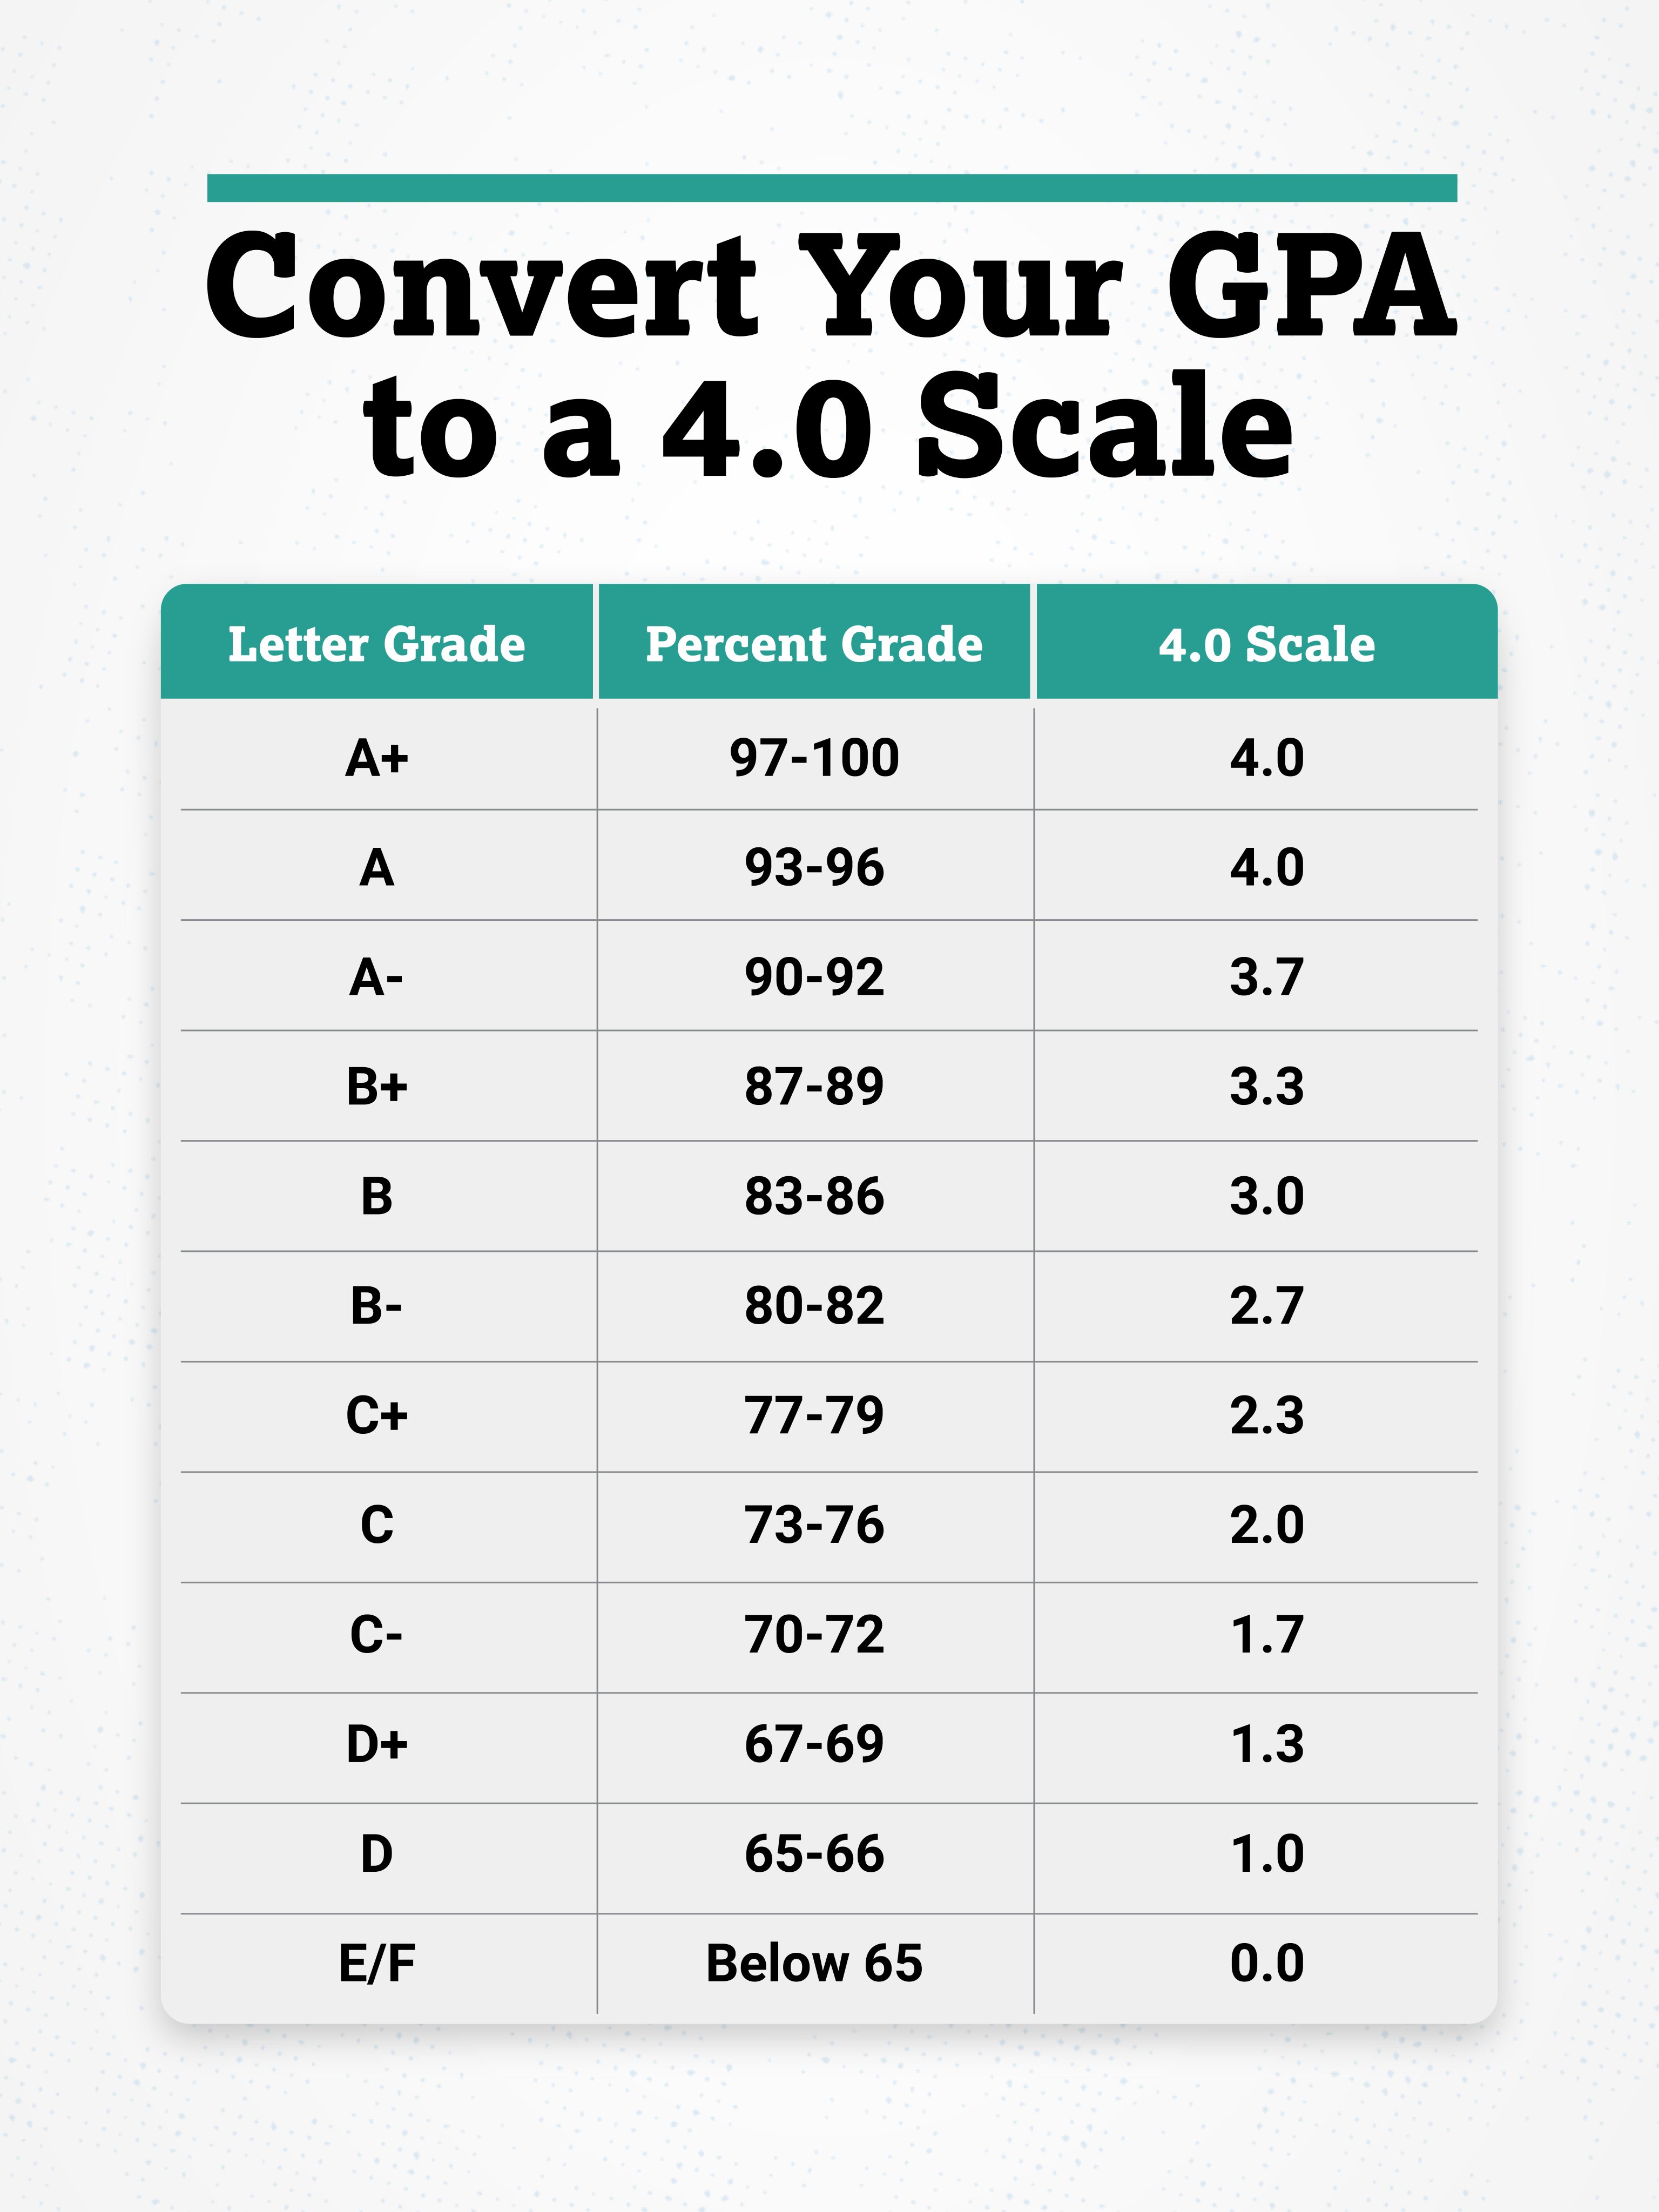 Convert Your GPA
to a 4.0 Scale
Letter Grade Percent Grade 4.0 Scale
A+ 97-100 4.0
A 93-96 4.0
A- 90-92 3.7
B+ 87-89 3.3
B 83-86 3.0
B- 80-82 2.7
C+ 77-79 2.3
C 73-76 2.0
C- 70-72 1.7
D+ 67-69 1.3
D 65-66 1.0
E/F Below 65 0.0